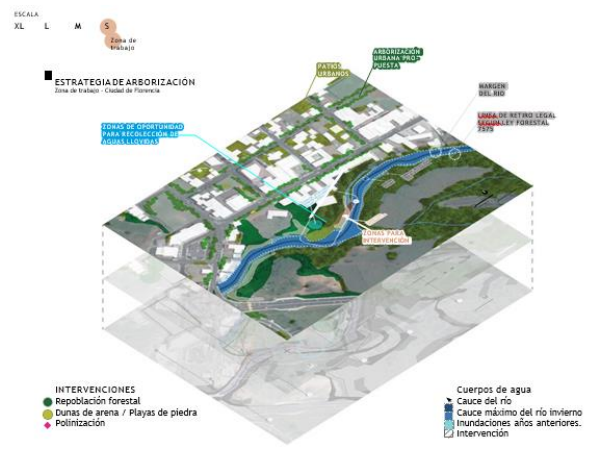 ESCALA
XL L M S
Zona de
trabajo
ESTRATEGIA DE ARBORIZACIÓN
Zona de trabajo - Ciudad de Florencia
PATIOS
URBANOS
ARBORIZACIÓN
URBANA PRO-
PUESTA
MARGEN
DEL RIO
LINEA DE RETIRO LEGAL
SEGUN LEY FORESTAL
7575
ZONAS DE OPORTUNIDAD
PARA RECOLECCIÓN DE
AGUAS LLOVIDAS
ZONAS PARA
INTERVENCIÓN
INTERVENCIONES
Repoblación forestal
Dunas de arena / Playas de piedra
Polinización
Cuerpos de agua
Cauce del río
Cauce máximo del río invierno
Inundaciones años anteriores.
Intervención